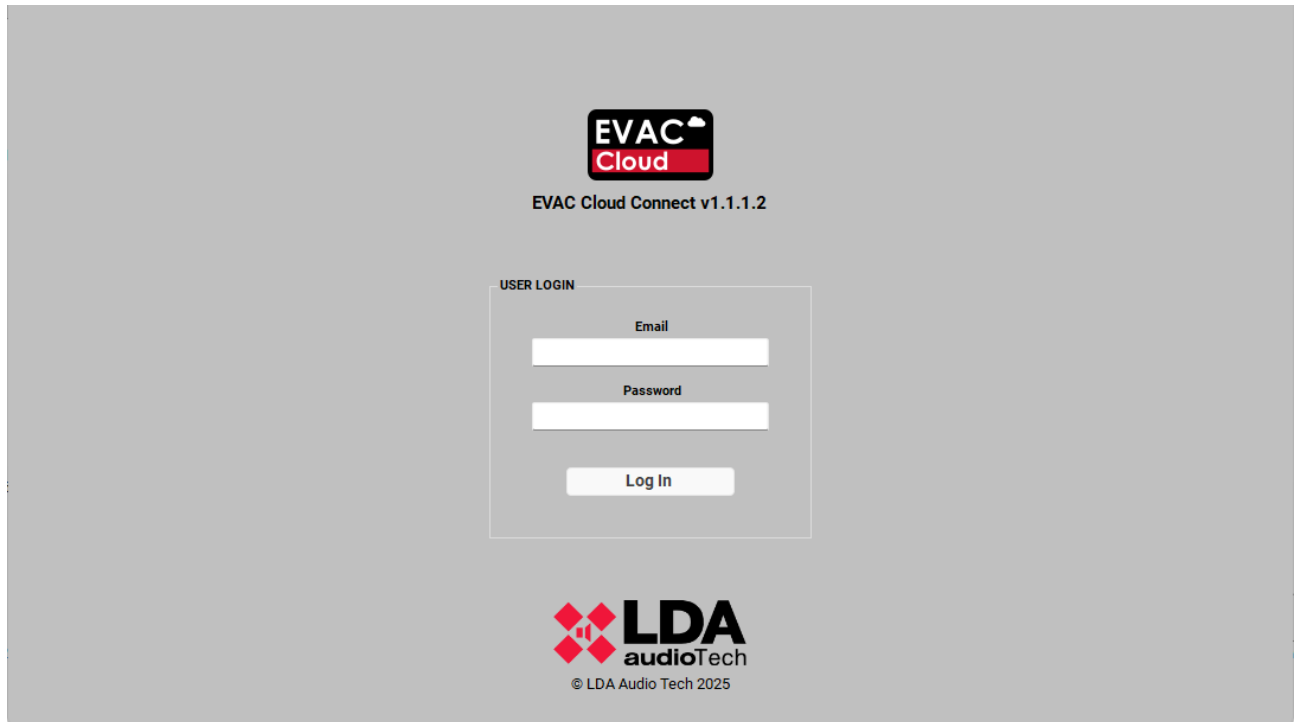 EVAC
Cloud
EVAC Cloud Connect v1.1.1.2
USER LOGIN
Email
Password
Log In
LDA
audioTech
© LDA Audio Tech 2025